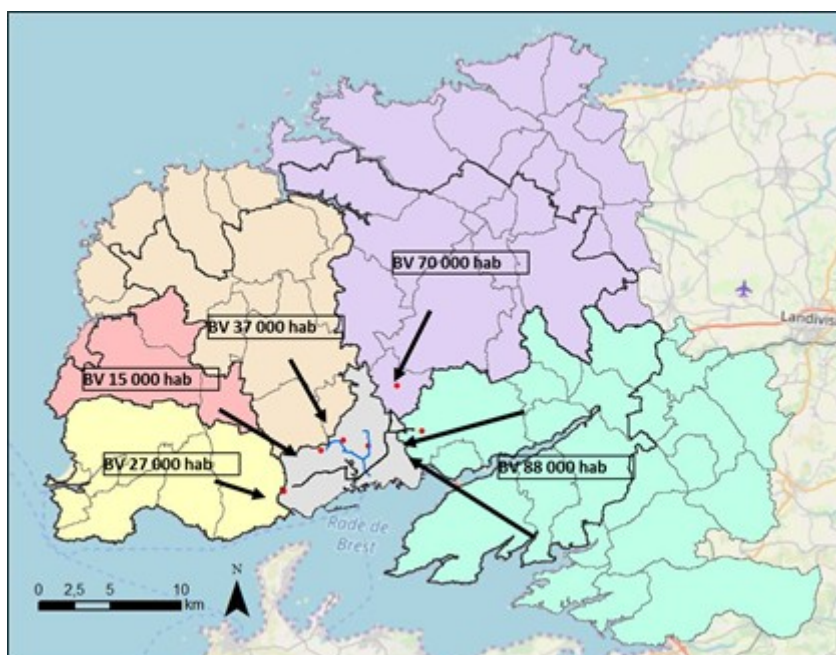 BV 70 000 hab
BV 37 000 hab
Landivis
BV 15 000 hab
BV 27 000 hab
BV 88 000 hab
Rade de
Brest
N
0 2,5 5 10
km